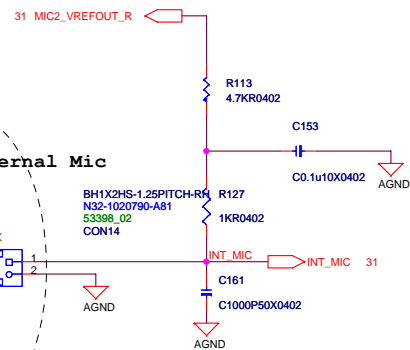 31 MIC2_VREFOUT_R
R113
4.7KR0402
C153
C0.1u10X0402
AGND
ernal Mic
BH1X2HS-1.25PITCH-RH
N32-1020790-A81
53398_02
CON14
R127
1KR0402
INT_MIC
INT_MIC 31
1
2
AGND
C161
C1000P50X0402
AGND